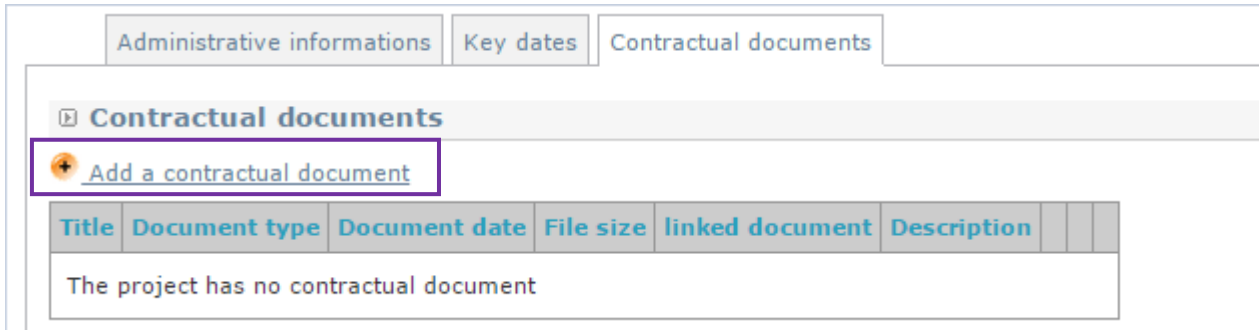 Administrative informations Key dates Contractual documents
Contractual documents
Add a contractual document
Title Document type Document date File size linked document Description
The project has no contractual document